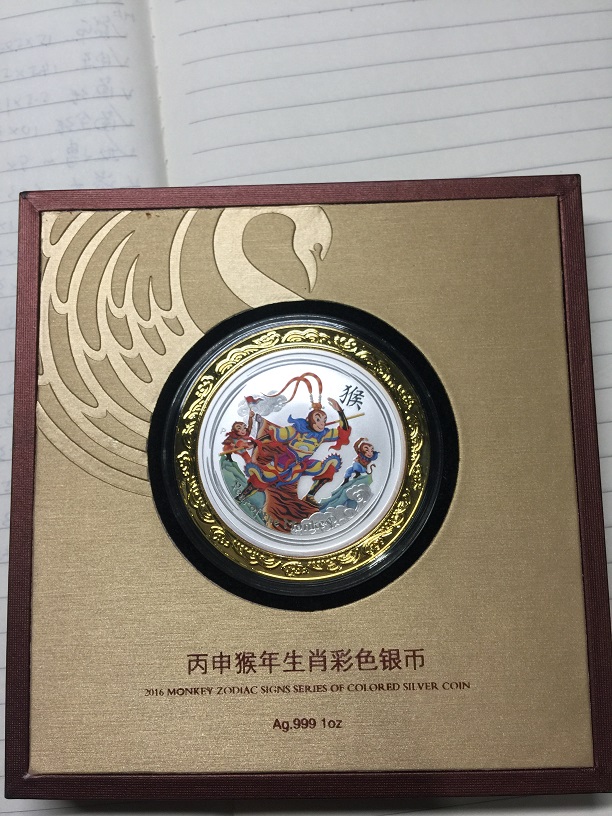 猴
丙申猴年生肖彩色银币
2016 MONKEY ZODIAC SIGNS SERIES OF COLORED SILVER COIN
Ag.999 1oz